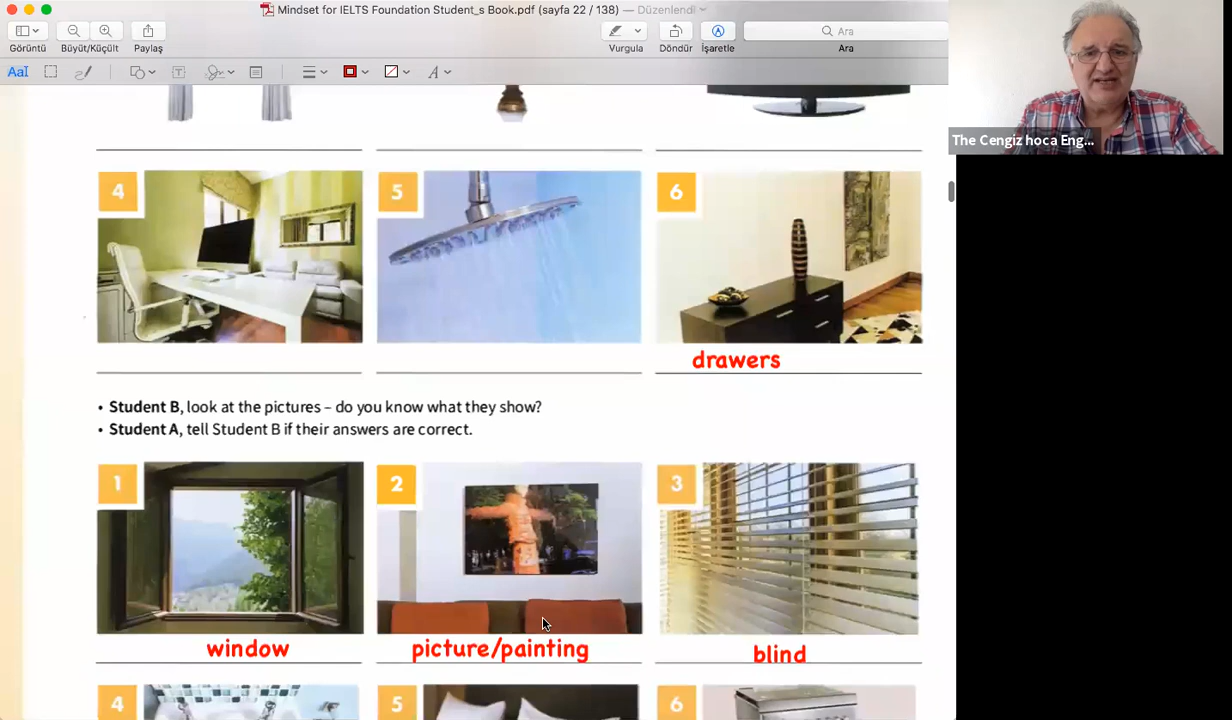 Mindset for IELTS Foundation Student_s Book.pdf (sayfa 22 / 138) — Düzenlendi
Görüntü
Büyüt/Küçült
Paylaş
Vurgula
Döndür
İşaretle
Ara
Ara
AaI
T
A
The Cengiz hoca Eng...
4
5
6
drawers
• Student B, look at the pictures – do you know what they show?
• Student A, tell Student B if their answers are correct.
1
2
3
window
picture/painting
blind
4
5
6